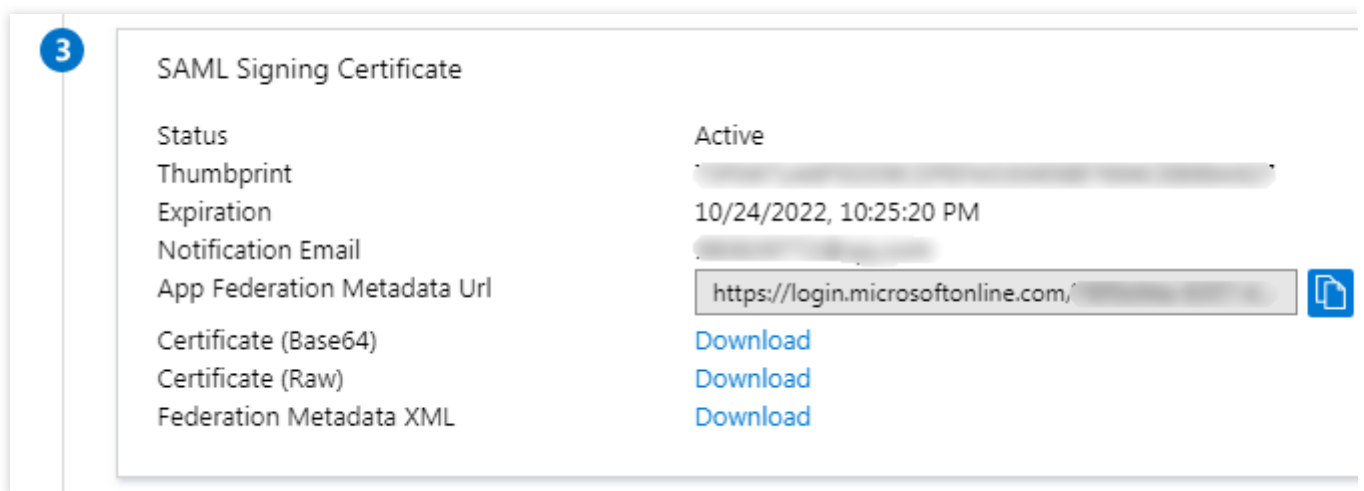 3
SAML Signing Certificate
Status Active
Thumbprint
Expiration 10/24/2022, 10:25:20 PM
Notification Email
App Federation Metadata Url https://login.microsoftonline.com/
Certificate (Base64) Download
Certificate (Raw) Download
Federation Metadata XML Download